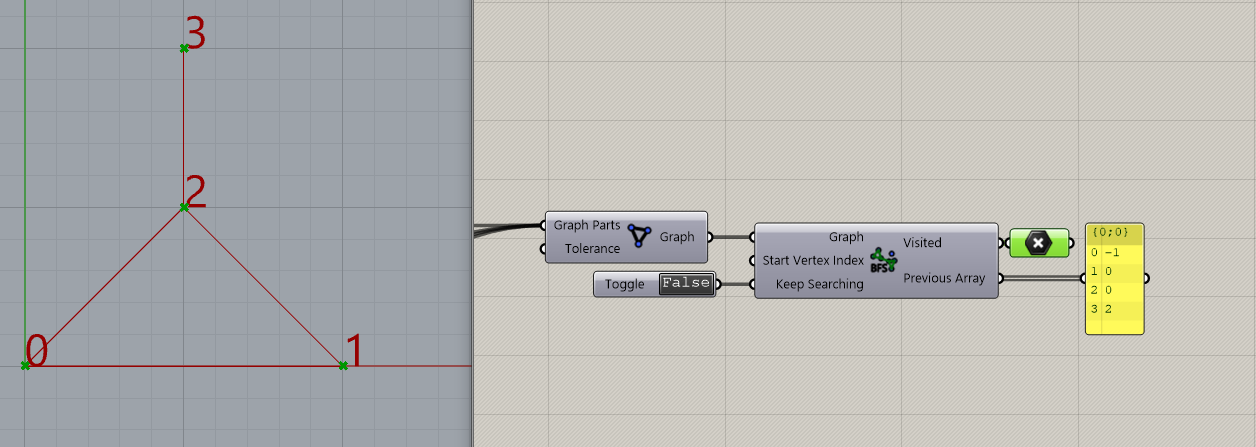 3
2
0
1
Graph Parts
Tolerance
Graph
Toggle
False
Graph
Start Vertex Index
Keep Searching
BFS
Visited
Previous Array
{0;0}
0 -1
1 0
2 0
3 2